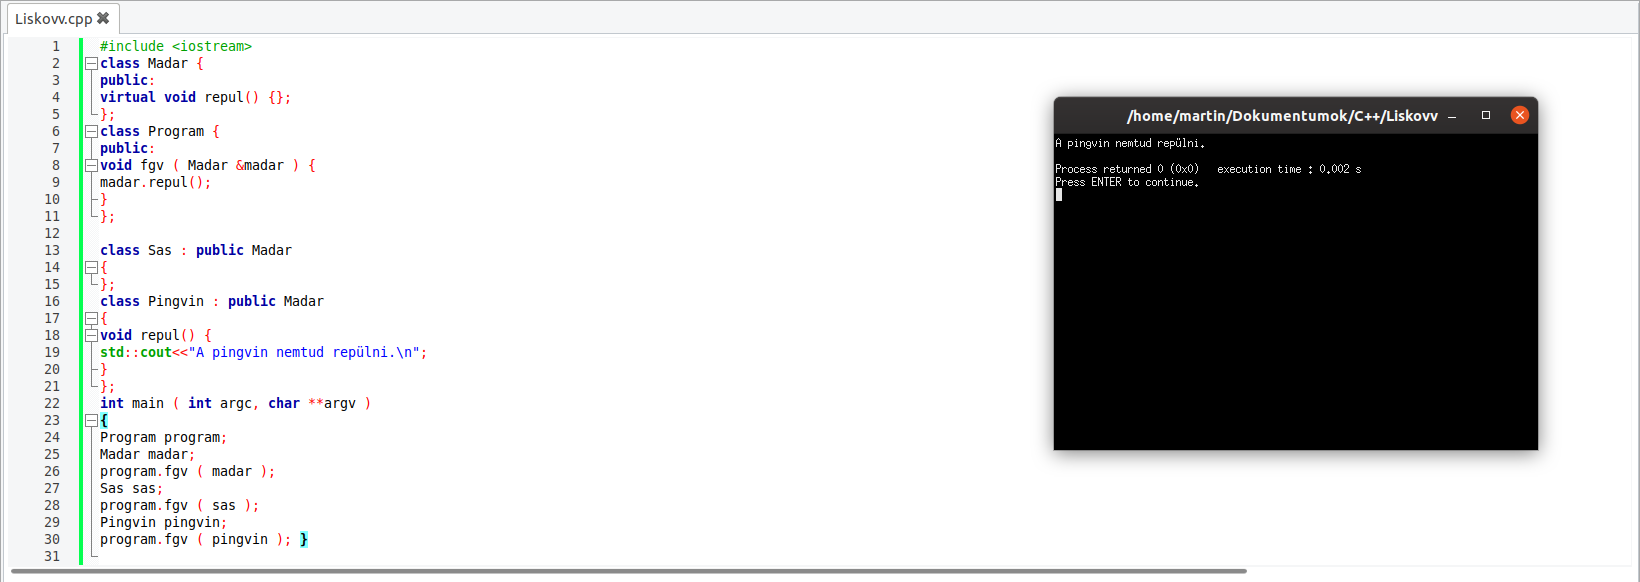 Liskovv.cpp
1 #include <iostream>
2 class Madar {
3 public:
4 virtual void repul() {};
5 };
6 class Program {
7 public:
8 void fgv ( Madar &madar ) {
9 madar.repul();
10 }
11 };
12
13 class Sas : public Madar
14 {
15 };
16 class Pingvin : public Madar
17 {
18 void repul() {
19 std::cout<<"A pingvin nemtud repülni.\n";
20 }
21 };
22 int main ( int argc, char **argv )
23 {
24 Program program;
25 Madar madar;
26 program.fgv ( madar );
27 Sas sas;
28 program.fgv ( sas );
29 Pingvin pingvin;
30 program.fgv ( pingvin ); }
31
/home/martin/Dokumentumok/C++/Liskovv
A pingvin nemtud repülni.
Process returned 0 (0x0)   execution time : 0.002 s
Press ENTER to continue.